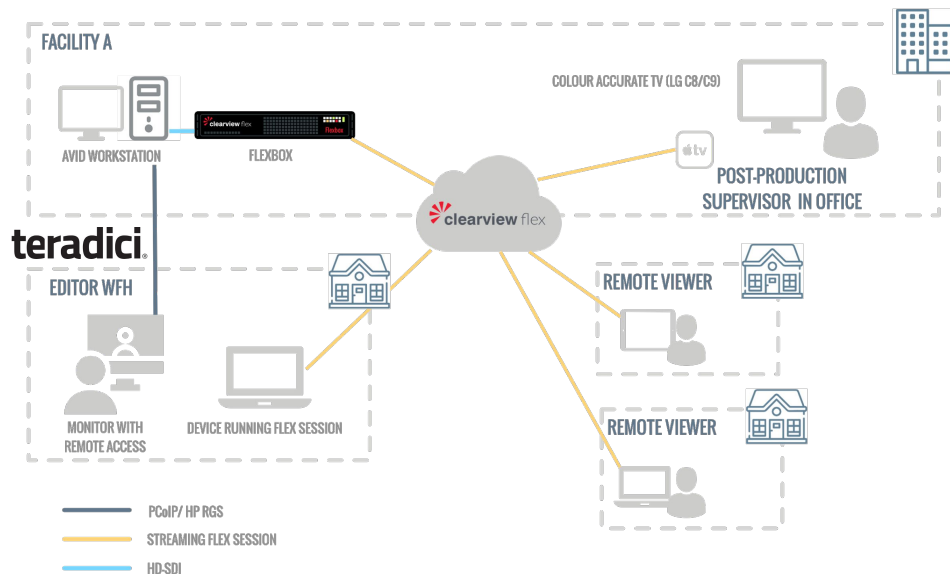 FACILITY A
COLOUR ACCURATE TV (LG C8/C9)
clearview flex
flexbox
AVID WORKSTATION
FLEXBOX
tv
POST-PRODUCTION
SUPERVISOR IN OFFICE
clearview flex
teradici
EDITOR WFH
REMOTE VIEWER
MONITOR WITH
REMOTE ACCESS
DEVICE RUNNING FLEX SESSION
REMOTE VIEWER
PCoIP/ HP RGS
STREAMING FLEX SESSION
HD-SDI